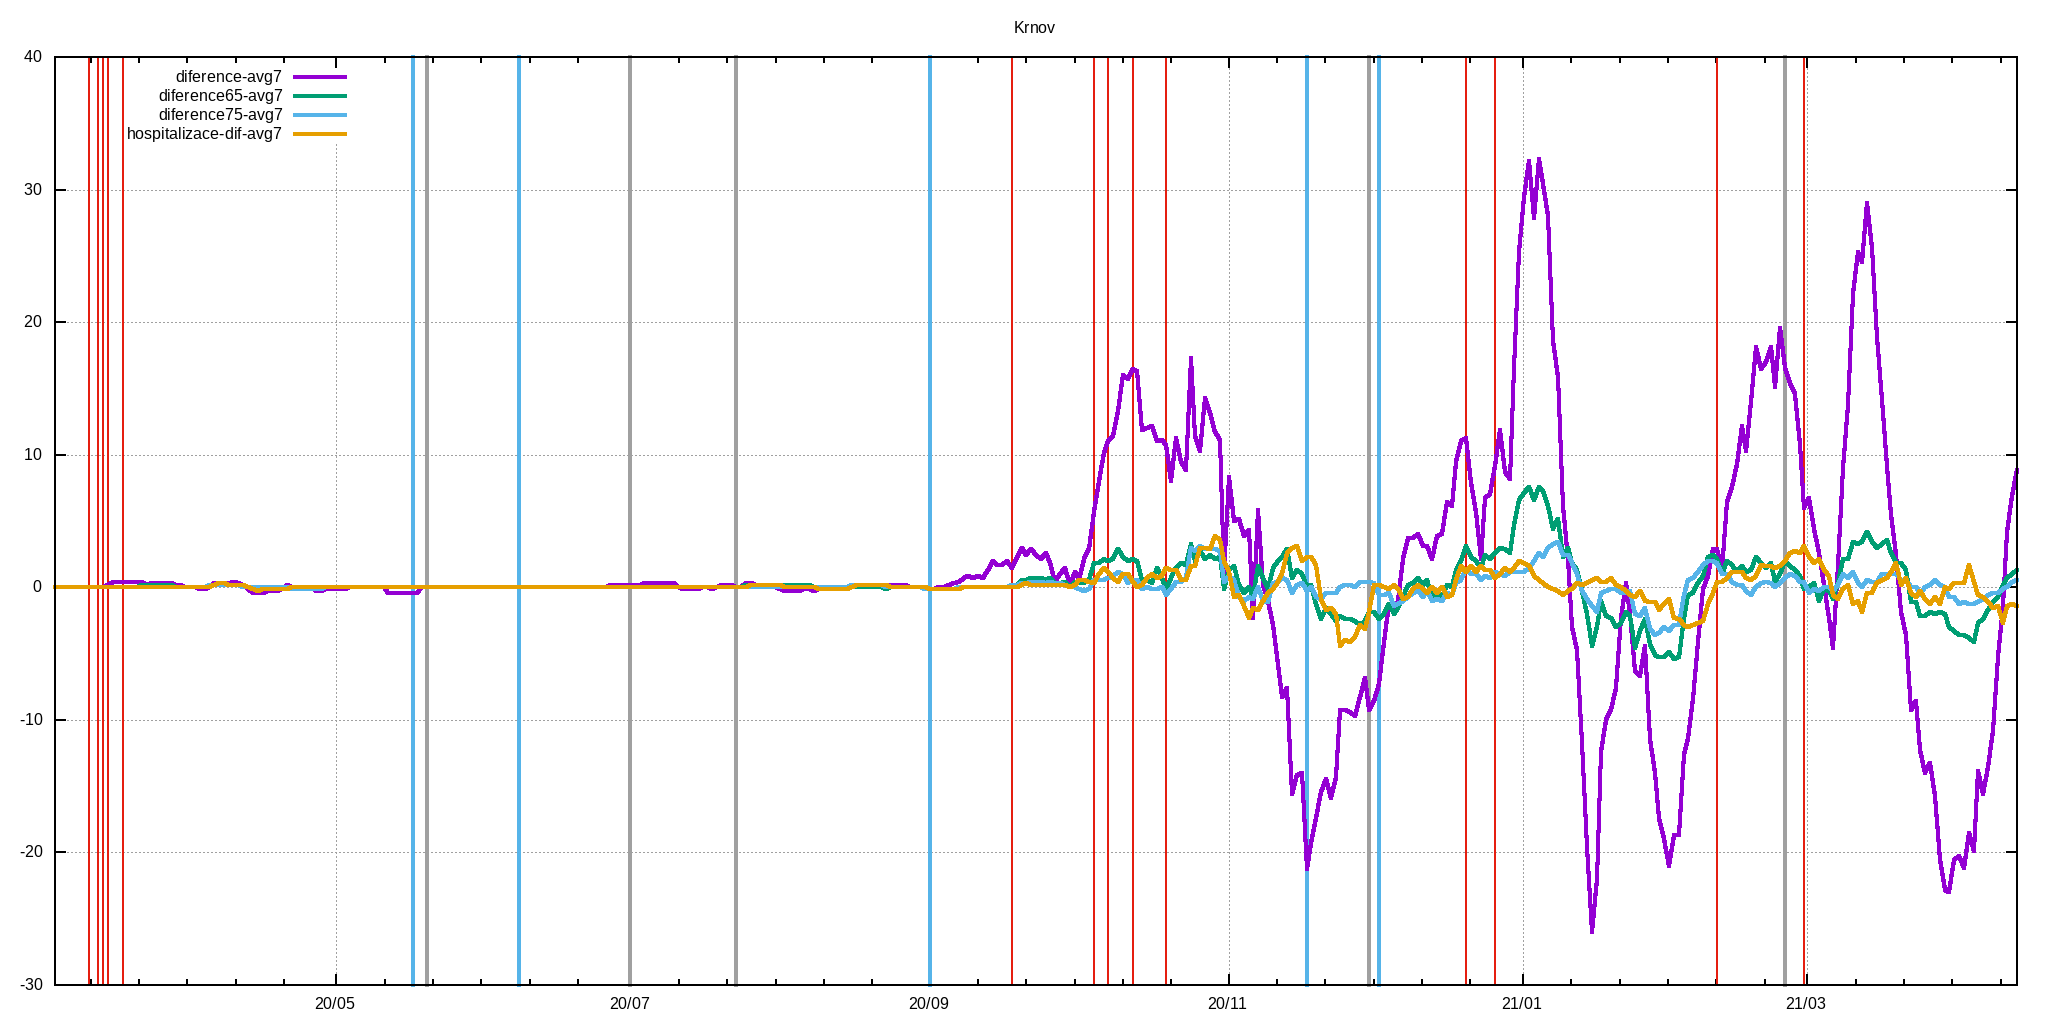 Krnov
40
diference-avg7
diference65-avg7
diference75-avg7
hospitalizace-dif-avg7
30
20
10
0
-10
-20
-30
20/05 20/07 20/09 20/11 21/01 21/03